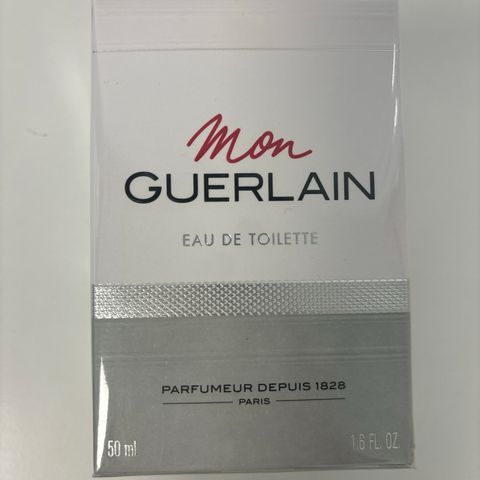 Mon
GUERLAIN
EAU DE TOILETTE
PARFUMEUR DEPUIS 1828
PARIS
50 ml 1.6 FL. OZ.